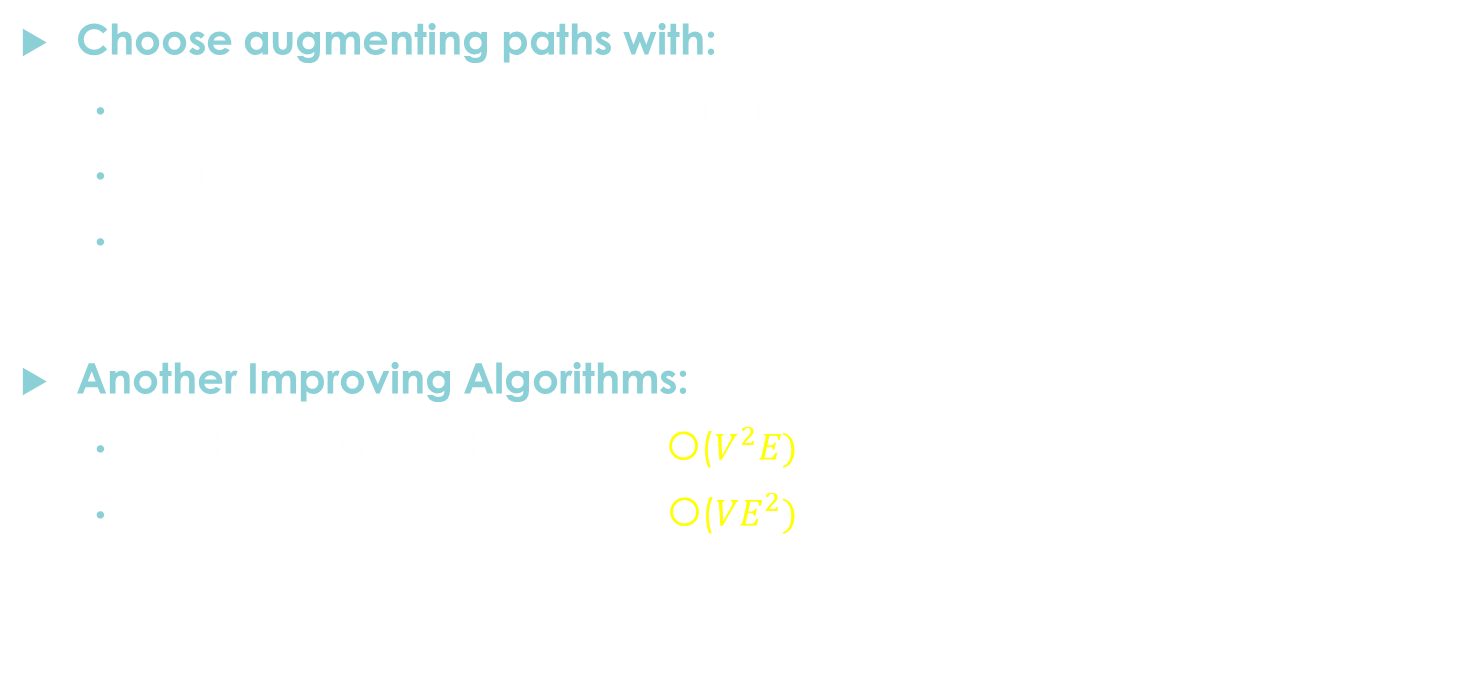 Choose augmenting paths with:
Another Improving Algorithms:
O(V²E)
O(VE²)